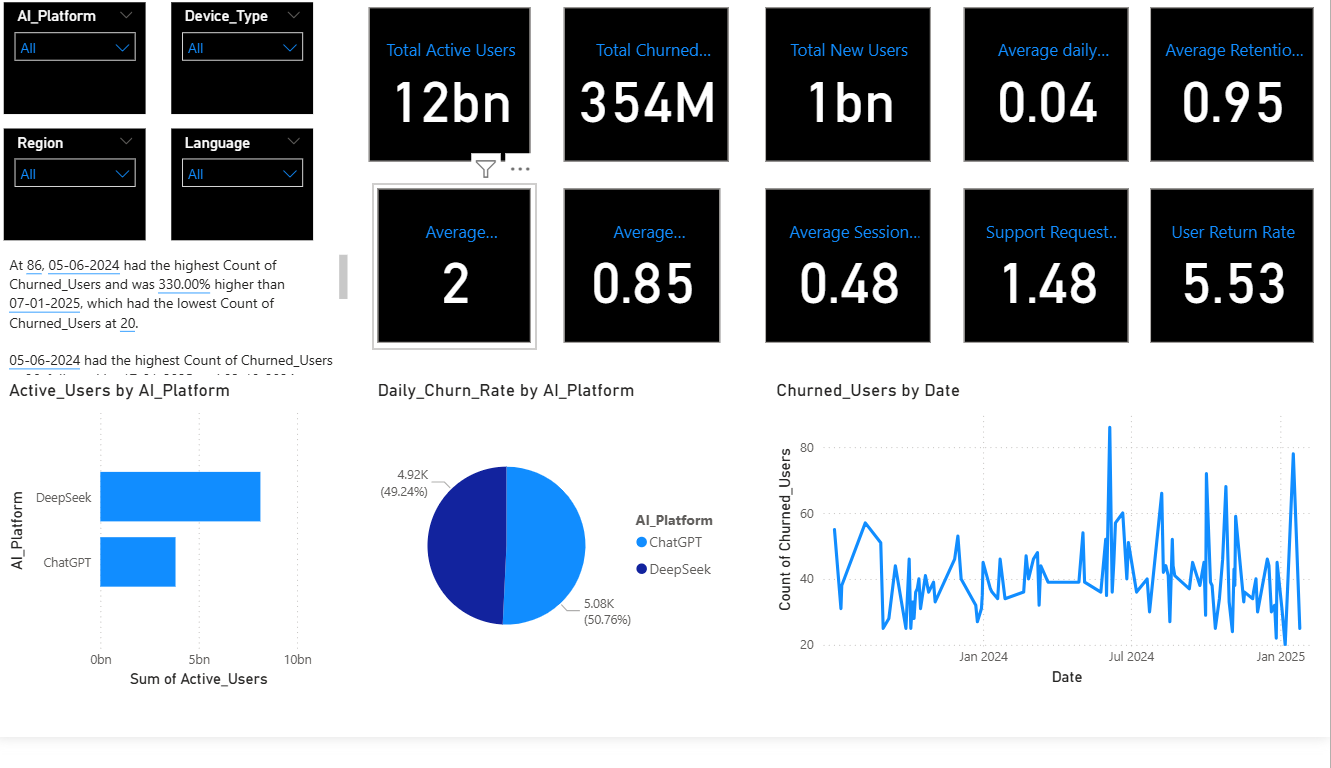 AI_Platform
All
Device_Type
All
Region
All
Language
All
Total Active Users
12bn
Total Churned...
354M
Total New Users
1bn
Average daily...
0.04
Average Retentio...
0.95
Average...
2
Average...
0.85
Average Session...
0.48
Support Request..
1.48
User Return Rate
5.53
At 86, 05-06-2024 had the highest Count of
Churned_Users and was 330.00% higher than
07-01-2025, which had the lowest Count of
Churned_Users at 20.
05-06-2024 had the highest Count of Churned_Users
Active_Users by AI_Platform
AI_Platform
DeepSeek
ChatGPT
0bn
5bn
10bn
Sum of Active_Users
Daily_Churn_Rate by AI_Platform
4.92K
(49.24%)
5.08K
(50.76%)
AI_Platform
ChatGPT
DeepSeek
Churned_Users by Date
Count of Churned_Users
80
60
40
20
Jan 2024
Jul 2024
Jan 2025
Date